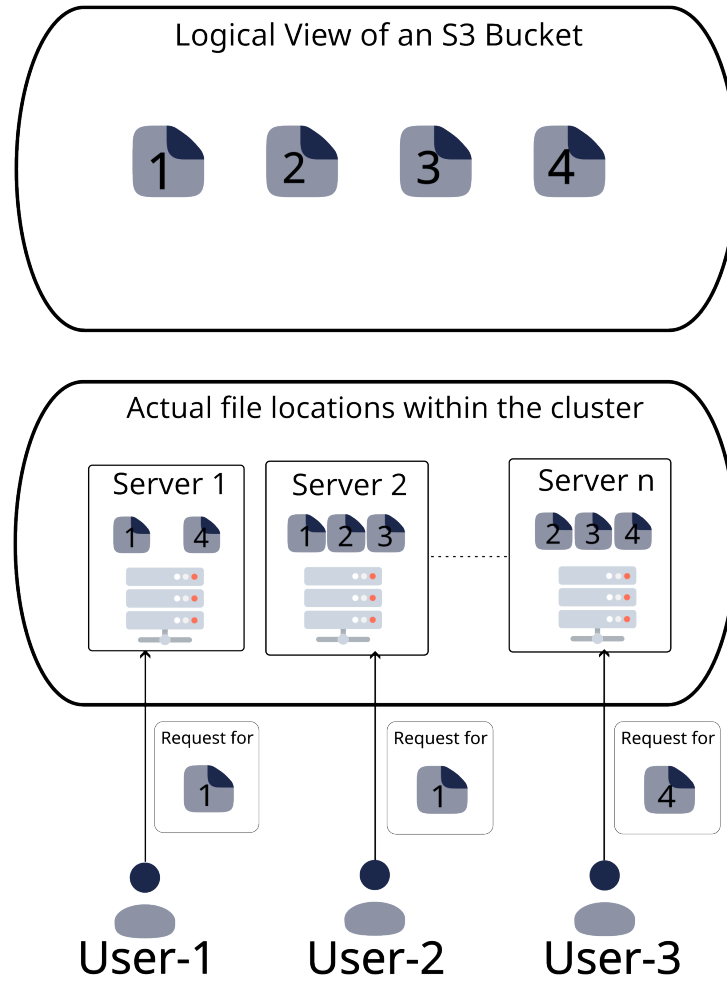 Logical View of an S3 Bucket
1 2 3 4
Actual file locations within the cluster
Server 1 Server 2 Server n
1 4 1 2 3 2 3 4
Request for Request for Request for
1 1 4
User-1 User-2 User-3